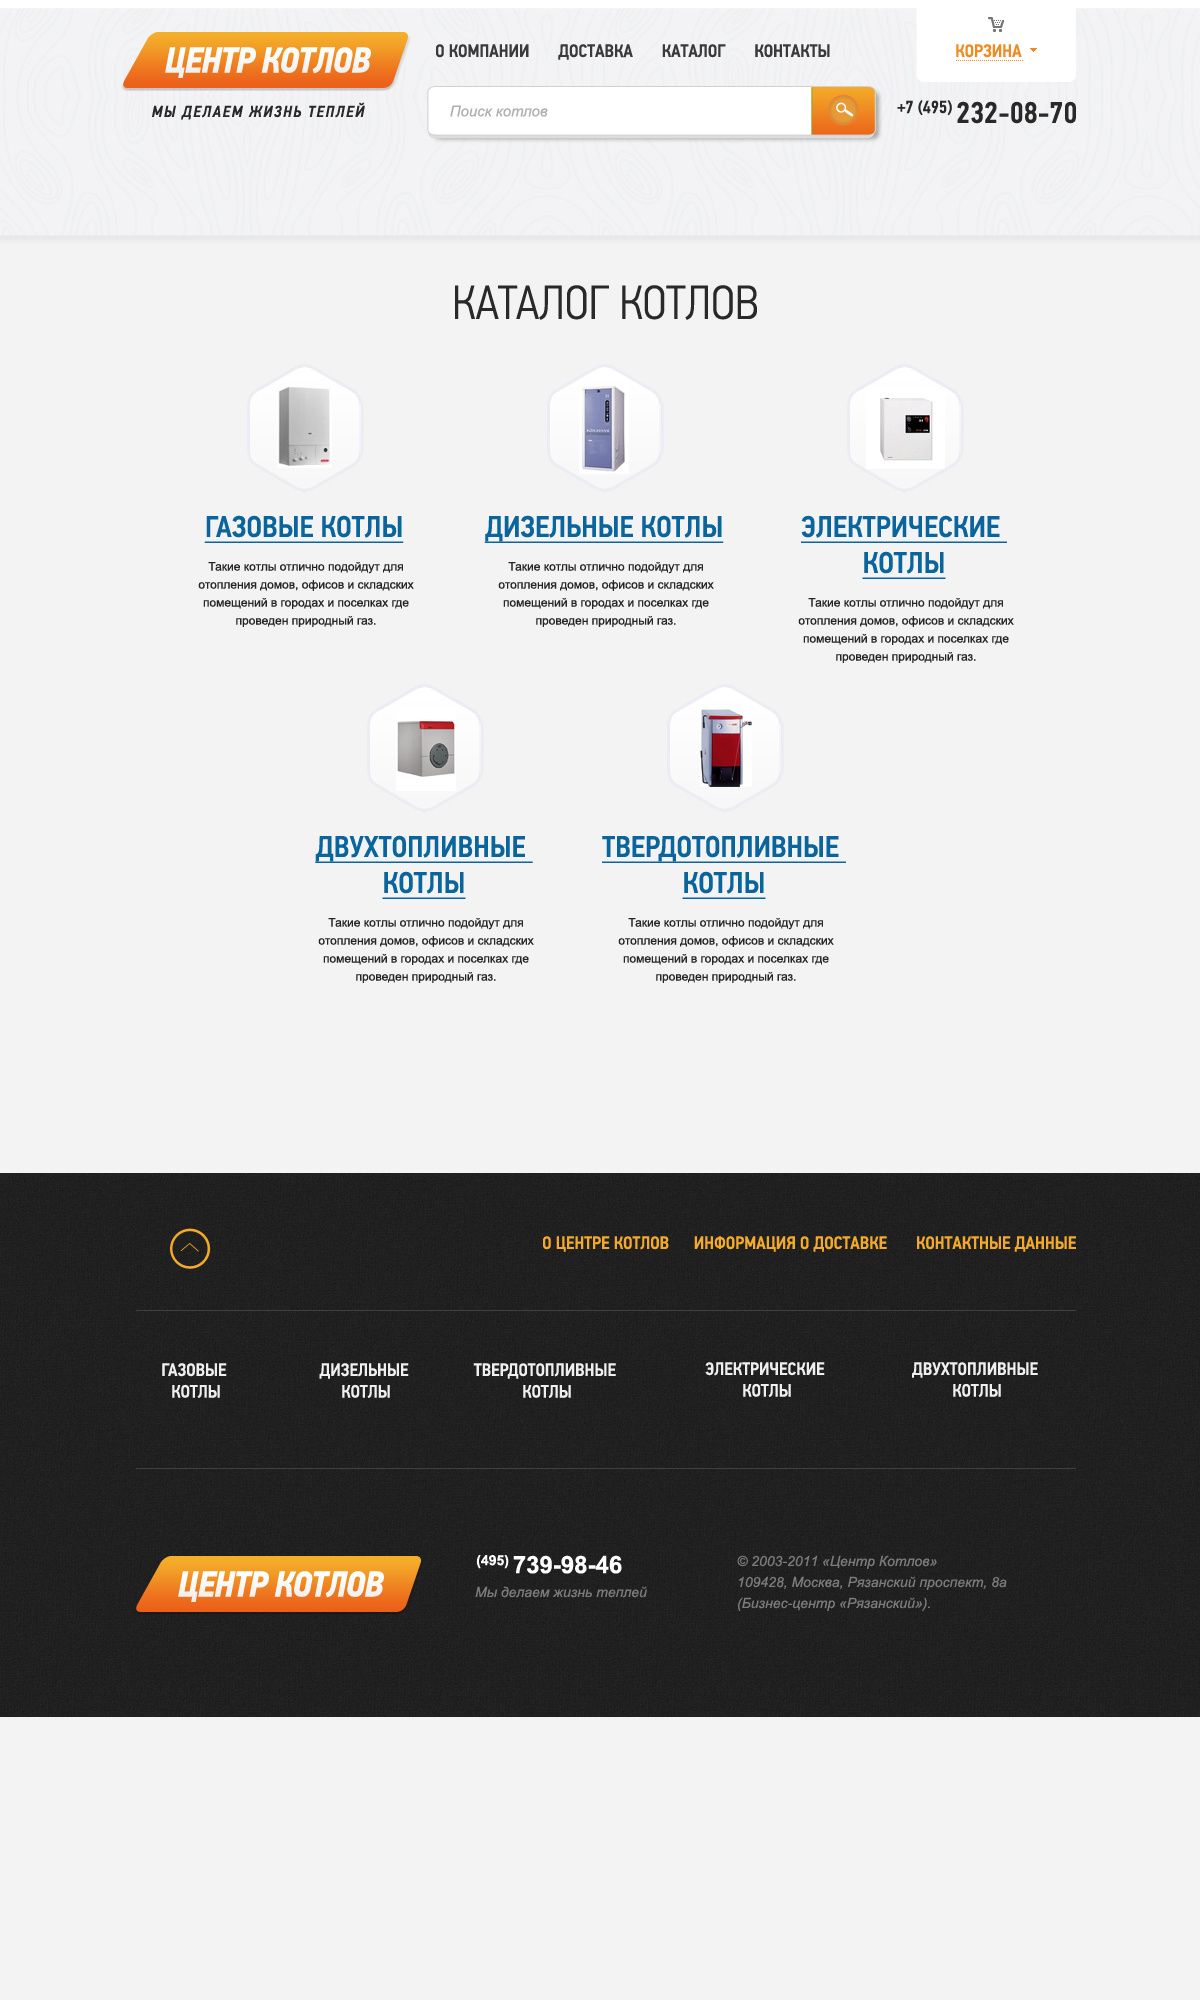 ЦЕНТР КОТЛОВ
МЫ ДЕЛАЕМ ЖИЗНЬ ТЕПЛЕЙ
О КОМПАНИИ ДОСТАВКА КАТАЛОГ КОНТАКТЫ
КОРЗИНА
Поиск котлов
+7 (495) 232-08-70
КАТАЛОГ КОТЛОВ
ГАЗОВЫЕ КОТЛЫ
Такие котлы отлично подойдут для
отопления домов, офисов и складских
помещений в городах и поселках где
проведен природный газ.
ДИЗЕЛЬНЫЕ КОТЛЫ
Такие котлы отлично подойдут для
отопления домов, офисов и складских
помещений в городах и поселках где
проведен природный газ.
ЭЛЕКТРИЧЕСКИЕ
КОТЛЫ
Такие котлы отлично подойдут для
отопления домов, офисов и складских
помещений в городах и поселках где
проведен природный газ.
ДВУХТОПЛИВНЫЕ
КОТЛЫ
Такие котлы отлично подойдут для
отопления домов, офисов и складских
помещений в городах и поселках где
проведен природный газ.
ТВЕРДОТОПЛИВНЫЕ
КОТЛЫ
Такие котлы отлично подойдут для
отопления домов, офисов и складских
помещений в городах и поселках где
проведен природный газ.
О ЦЕНТРЕ КОТЛОВ ИНФОРМАЦИЯ О ДОСТАВКЕ КОНТАКТНЫЕ ДАННЫЕ
ГАЗОВЫЕ
КОТЛЫ
ДИЗЕЛЬНЫЕ
КОТЛЫ
ТВЕРДОТОПЛИВНЫЕ
КОТЛЫ
ЭЛЕКТРИЧЕСКИЕ
КОТЛЫ
ДВУХТОПЛИВНЫЕ
КОТЛЫ
ЦЕНТР КОТЛОВ
(495) 739-98-46
Мы делаем жизнь теплей
© 2003-2011 «Центр Котлов»
109428, Москва, Рязанский проспект, 8а
(Бизнес-центр «Рязанский»).